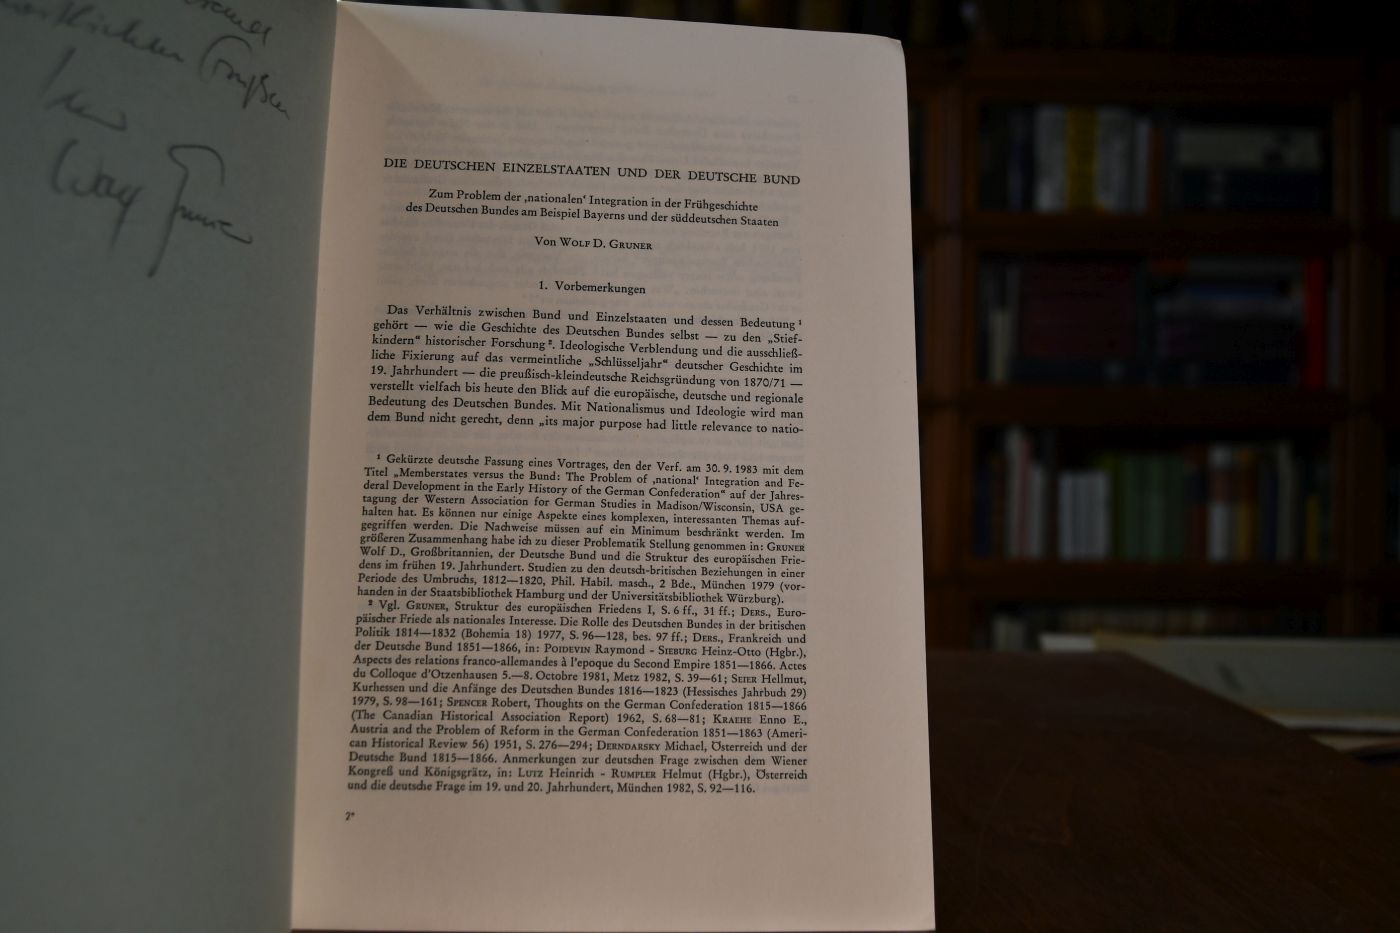 Ihr
Wolf Gruner
DIE DEUTSCHEN EINZELSTAATEN UND DER DEUTSCHE BUND
Zum Problem der ‚nationalen‘ Integration in der Frühgeschichte
des Deutschen Bundes am Beispiel Bayerns und der süddeutschen Staaten
Von WOLF D. GRUNER
1. Vorbemerkungen
Das Verhältnis zwischen Bund und Einzelstaaten und dessen Bedeutung¹
gehört — wie die Geschichte des Deutschen Bundes selbst — zu den „Stief-
kindern“ historischer Forschung². Ideologische Verblendung und die ausschließ-
liche Fixierung auf das vermeintliche „Schlüsseljahr“ deutscher Geschichte im
19. Jahrhundert — die preußisch-kleindeutsche Reichsgründung von 1870/71 —
verstellt vielfach bis heute den Blick auf die europäische, deutsche und regionale
Bedeutung des Deutschen Bundes. Mit Nationalismus und Ideologie wird man
dem Bund nicht gerecht, denn „its major purpose had little relevance to natio-
¹ Gekürzte deutsche Fassung eines Vortrages, den der Verf. am 30. 9. 1983 mit dem
Titel „Memberstates versus the Bund: The Problem of ‚national‘ Integration and Fe-
deral Development in the Early History of the German Confederation“ auf der Jahres-
tagung der Western Association for German Studies in Madison/Wisconsin, USA ge-
halten hat. Es können nur einige Aspekte eines komplexen, interessanten Themas auf-
gegriffen werden. Die Nachweise müssen auf ein Minimum beschränkt werden. Im
größeren Zusammenhang habe ich zu dieser Problematik Stellung genommen in: GRUNER
Wolf D., Großbritannien, der Deutsche Bund und die Struktur des europäischen Frie-
dens im frühen 19. Jahrhundert. Studien zu den deutsch-britischen Beziehungen in einer
Periode des Umbruchs, 1812—1820, Phil. Habil. masch., 2 Bde., München 1979 (vor-
handen in der Staatsbibliothek Hamburg und der Universitätsbibliothek Würzburg).
² Vgl. GRUNER, Struktur des europäischen Friedens I, S. 6 ff., 31 ff.; DERS., Euro-
päischer Friede als nationales Interesse. Die Rolle des Deutschen Bundes in der britischen
Politik 1814—1832 (Bohemia 18) 1977, S. 96—128, bes. 97 ff.; DERS., Frankreich und
der Deutsche Bund 1851—1866, in: POIDEVIN Raymond - SIEBURG Heinz-Otto (Hgbr.),
Aspects des relations franco-allemandes à l'epoque du Second Empire 1851—1866. Actes
du Colloque d'Otzenhausen 5.—8. Octobre 1981, Metz 1982, S. 39—61; SEIER Hellmut,
Kurhessen und die Anfänge des Deutschen Bundes 1816—1823 (Hessisches Jahrbuch 29)
1979, S. 98—161; SPENCER Robert, Thoughts on the German Confederation 1815—1866
(The Canadian Historical Association Report) 1962, S. 68—81; KRAEHE Enno E.,
Austria and the Problem of Reform in the German Confederation 1851—1863 (Ameri-
can Historical Review 56) 1951, S. 276—294; DERNDARSKY Michael, Österreich und der
Deutsche Bund 1815—1866. Anmerkungen zur deutschen Frage zwischen dem Wiener
Kongreß und Königsgrätz, in: LUTZ Heinrich - RUMPLER Helmut (Hgbr.), Österreich
und die deutsche Frage im 19. und 20. Jahrhundert, München 1982, S. 92—116.
2*